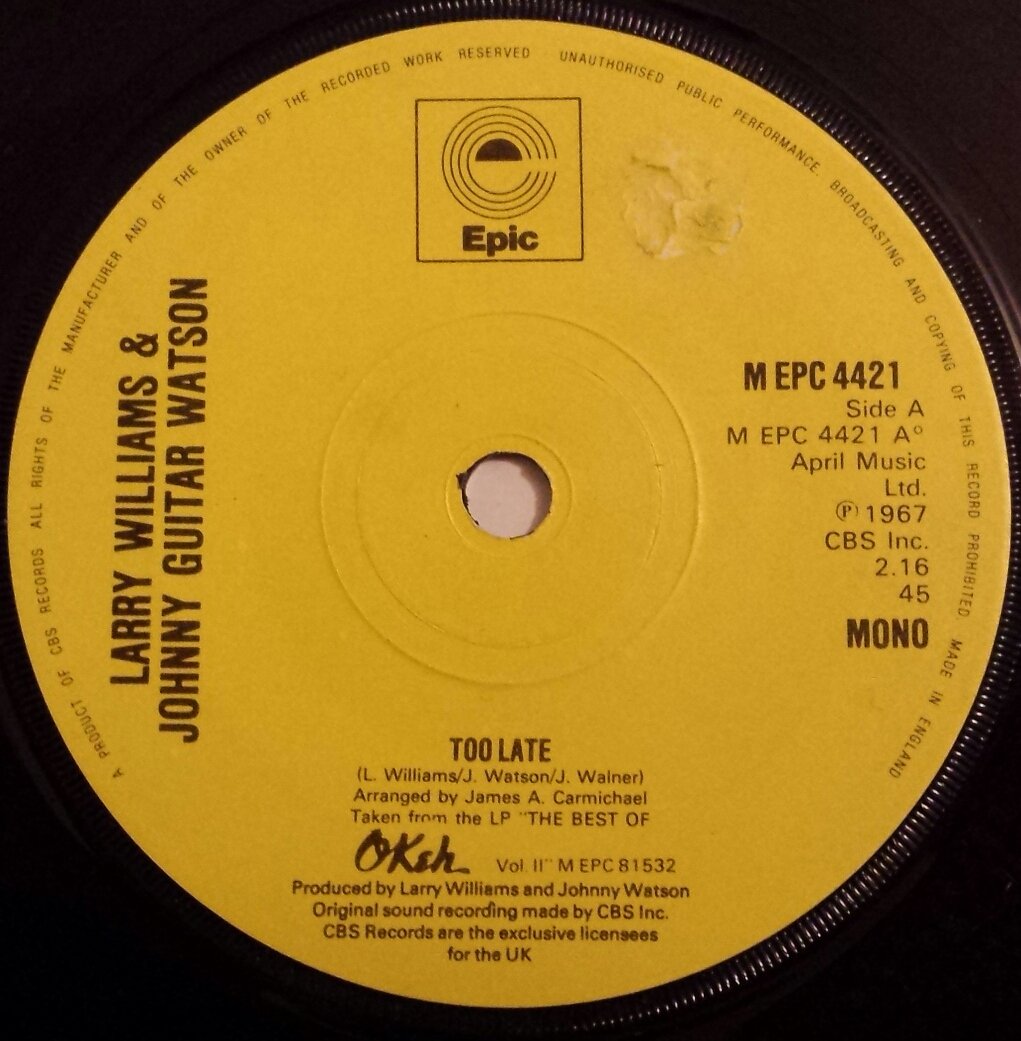 A PRODUCT OF CBS RECORDS ALL RIGHTS OF THE MANUFACTURER AND OF THE OWNER OF THE RECORDED WORK RESERVED UNAUTHORISED PUBLIC PERFORMANCE, BROADCASTING AND COPYING OF THIS RECORD PROHIBITED. MADE IN ENGLAND
Epic
LARRY WILLIAMS &
JOHNNY GUITAR WATSON
M EPC 4421
Side A
M EPC 4421 A°
April Music
Ltd.
℗ 1967
CBS Inc.
2.16
45
MONO
TOO LATE
(L. Williams/J. Watson/J. Walner)
Arranged by James A. Carmichael
Taken from the LP "THE BEST OF
OKeh Vol. II" M EPC 81532
Produced by Larry Williams and Johnny Watson
Original sound recording made by CBS Inc.
CBS Records are the exclusive licensees
for the UK